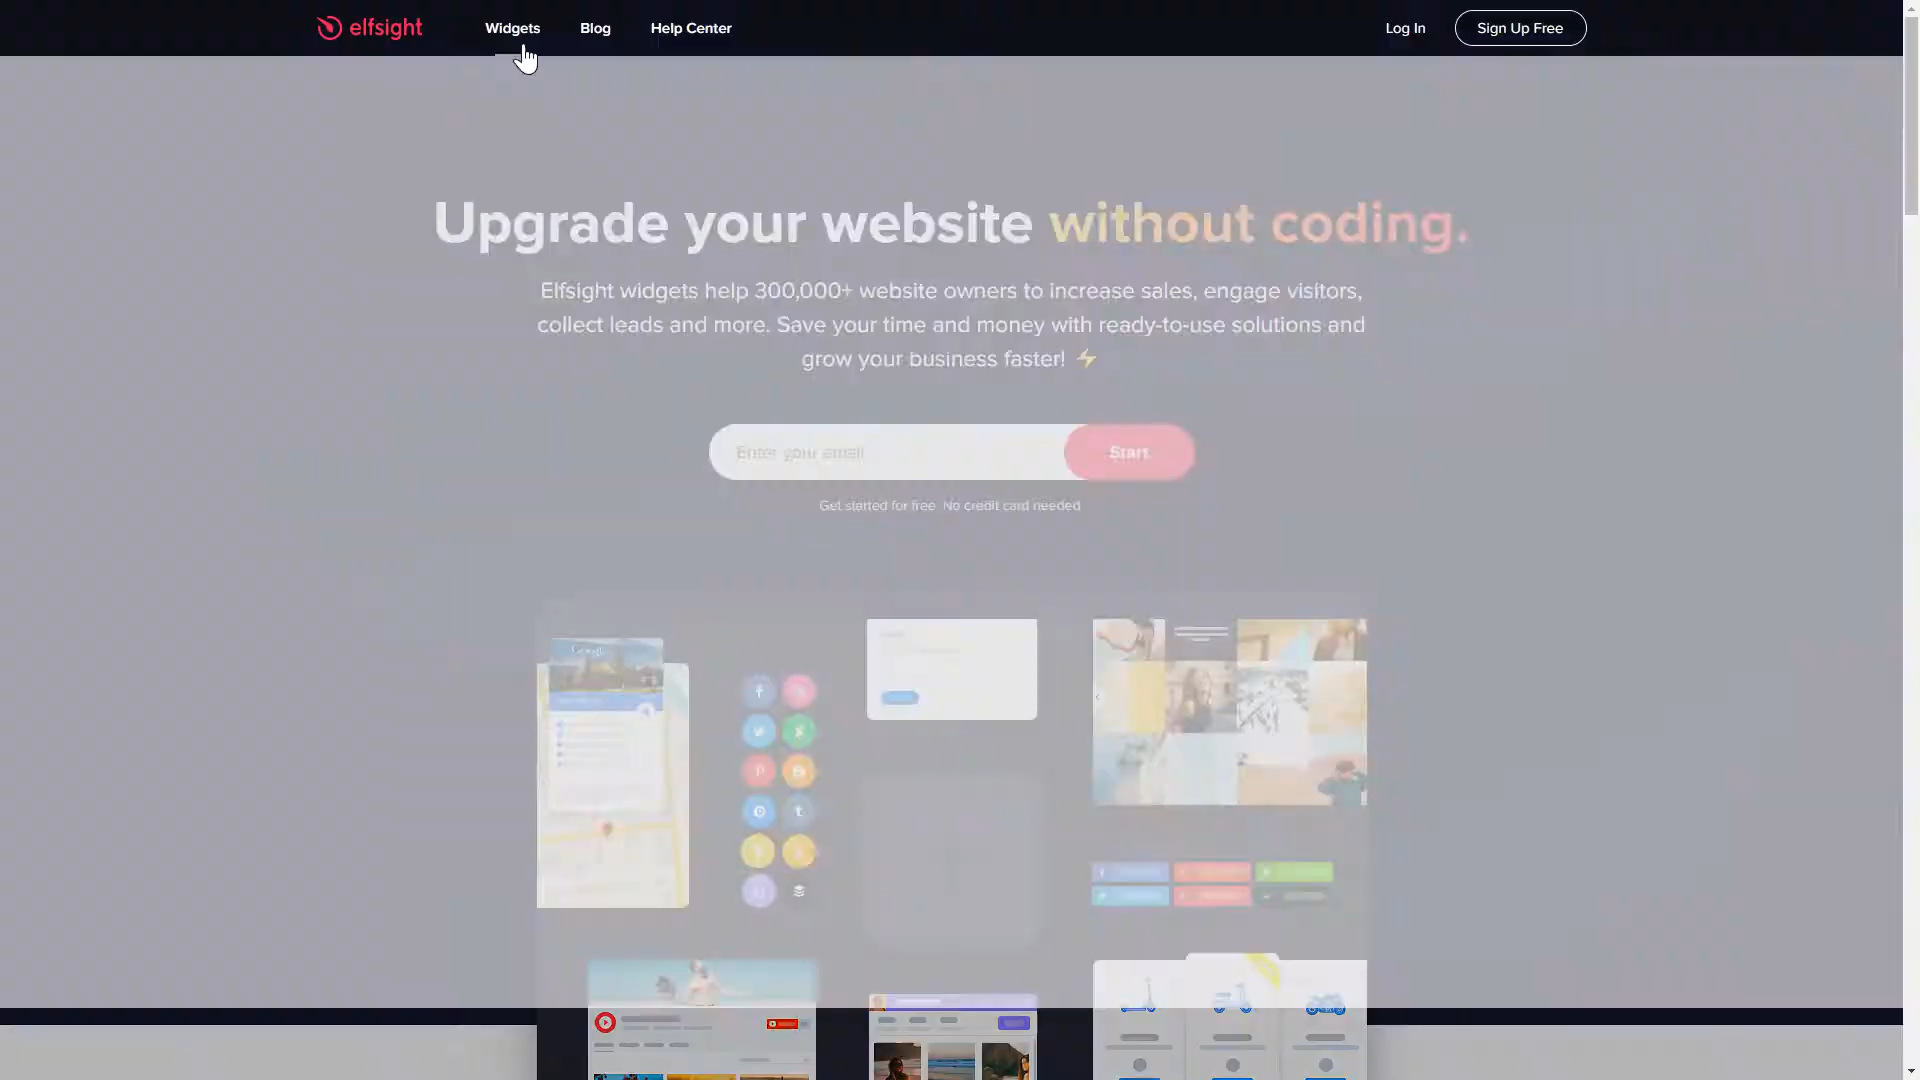 elfsight
Widgets
Blog
Help Center
Log In
Sign Up Free
Upgrade your website without coding.
Elfsight widgets help 300,000+ website owners to increase sales, engage visitors,
collect leads and more. Save your time and money with ready-to-use solutions and
grow your business faster! ⚡
Enter your email
Start
Get started for free. No credit card needed
Google